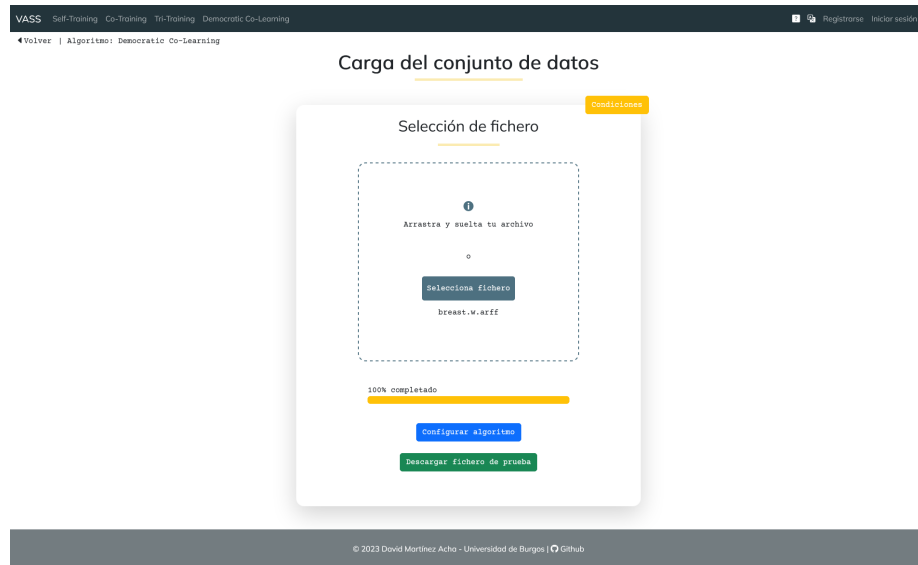 VASS Self-Training Co-Training Tri-Training Democratic Co-Learning Registrarse Iniciar sesión
Volver | Algoritmo: Democratic Co-Learning
Carga del conjunto de datos
Condiciones
Selección de fichero
Arrastra y suelta tu archivo
o
Selecciona fichero
breast.w.arff
100% completado
Configurar algoritmo
Descargar fichero de prueba
© 2023 David Martínez Acha - Universidad de Burgos | Github